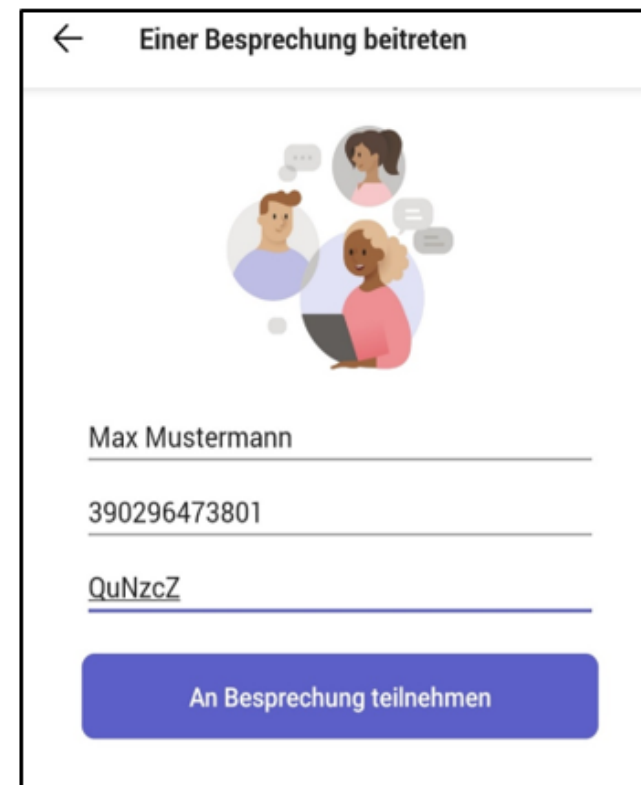 Einer Besprechung beitreten
Max Mustermann
390296473801
QuNzcZ
An Besprechung teilnehmen